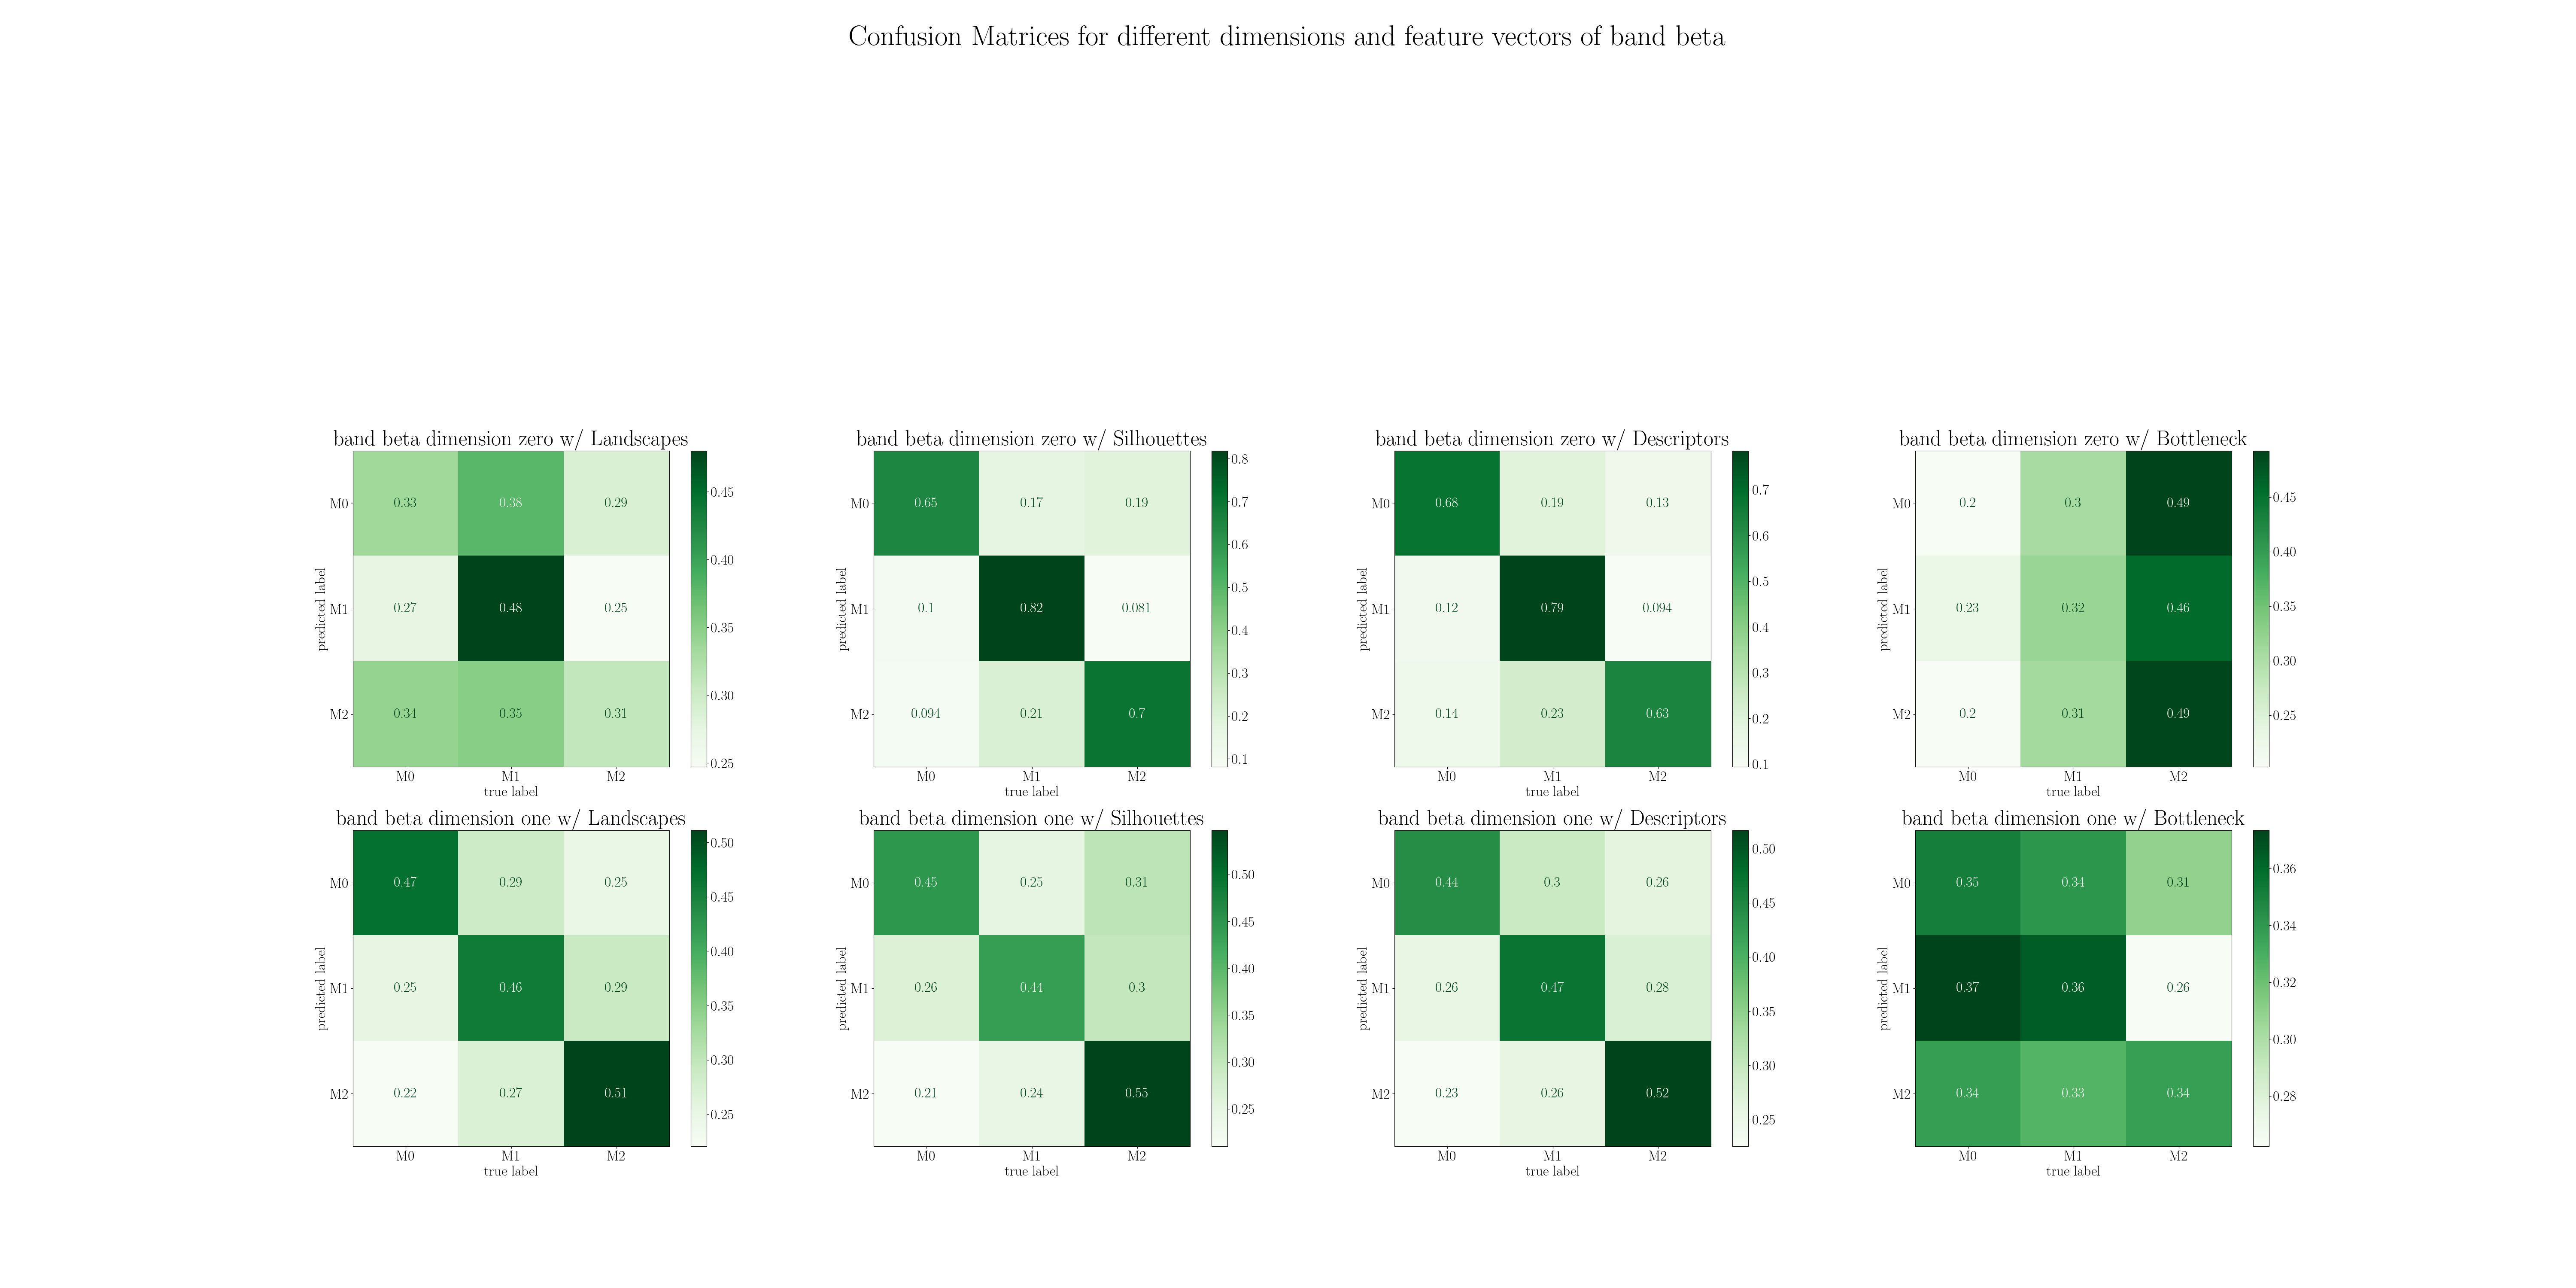 Confusion Matrices for different dimensions and feature vectors of band beta
band beta dimension zero w/ Landscapes
predicted label
M0 0.33 0.38 0.29
M1 0.27 0.48 0.25
M2 0.34 0.35 0.31
M0 M1 M2
true label
0.45
0.40
0.35
0.30
0.25
band beta dimension zero w/ Silhouettes
predicted label
M0 0.65 0.17 0.19
M1 0.1 0.82 0.081
M2 0.094 0.21 0.7
M0 M1 M2
true label
0.8
0.7
0.6
0.5
0.4
0.3
0.2
0.1
band beta dimension zero w/ Descriptors
predicted label
M0 0.68 0.19 0.13
M1 0.12 0.79 0.094
M2 0.14 0.23 0.63
M0 M1 M2
true label
0.7
0.6
0.5
0.4
0.3
0.2
0.1
band beta dimension zero w/ Bottleneck
predicted label
M0 0.2 0.3 0.49
M1 0.23 0.32 0.46
M2 0.2 0.31 0.49
M0 M1 M2
true label
0.45
0.40
0.35
0.30
0.25
band beta dimension one w/ Landscapes
predicted label
M0 0.47 0.29 0.25
M1 0.25 0.46 0.29
M2 0.22 0.27 0.51
M0 M1 M2
true label
0.50
0.45
0.40
0.35
0.30
0.25
band beta dimension one w/ Silhouettes
predicted label
M0 0.45 0.25 0.31
M1 0.26 0.44 0.3
M2 0.21 0.24 0.55
M0 M1 M2
true label
0.50
0.45
0.40
0.35
0.30
0.25
band beta dimension one w/ Descriptors
predicted label
M0 0.44 0.3 0.26
M1 0.26 0.47 0.28
M2 0.23 0.26 0.52
M0 M1 M2
true label
0.50
0.45
0.40
0.35
0.30
0.25
band beta dimension one w/ Bottleneck
predicted label
M0 0.35 0.34 0.31
M1 0.37 0.36 0.26
M2 0.34 0.33 0.34
M0 M1 M2
true label
0.36
0.34
0.32
0.30
0.28